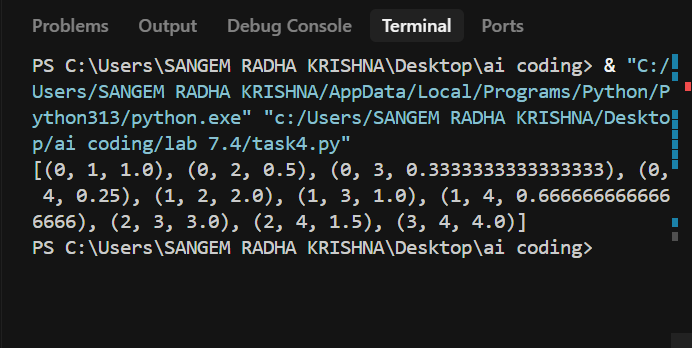 Problems Output Debug Console Terminal Ports
PS C:\Users\SANGEM RADHA KRISHNA\Desktop\ai coding> & "C:/
Users/SANGEM RADHA KRISHNA/AppData/Local/Programs/Python/P
ython313/python.exe" "c:/Users/SANGEM RADHA KRISHNA/Deskto
p/ai coding/lab 7.4/task4.py"
[(0, 1, 1.0), (0, 2, 0.5), (0, 3, 0.3333333333333333), (0,
 4, 0.25), (1, 2, 2.0), (1, 3, 1.0), (1, 4, 0.666666666666
6666), (2, 3, 3.0), (2, 4, 1.5), (3, 4, 4.0)]
PS C:\Users\SANGEM RADHA KRISHNA\Desktop\ai coding>